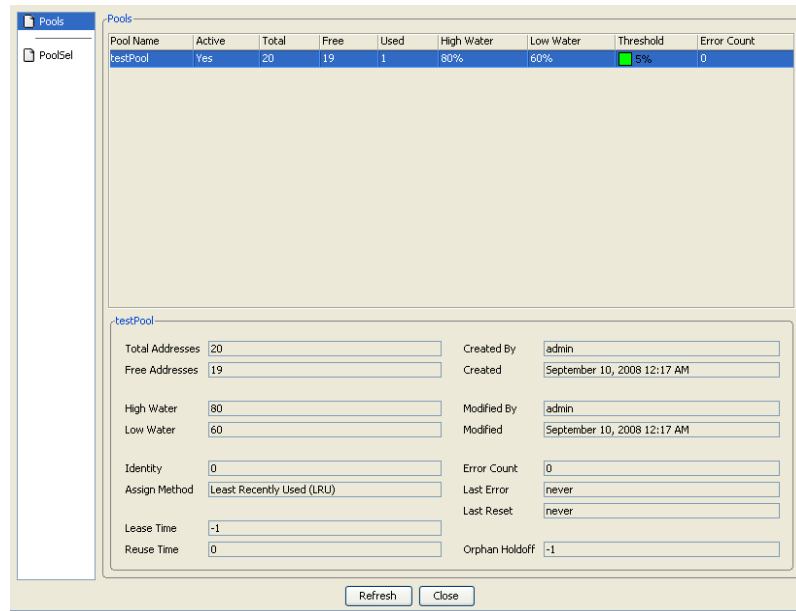 Pools
PoolSel
Pools
Pool Name Active Total Free Used High Water Low Water Threshold Error Count
testPool Yes 20 19 1 80% 60% 5% 0
testPool
Total Addresses 20 Created By admin
Free Addresses 19 Created September 10, 2008 12:17 AM
High Water 80 Modified By admin
Low Water 60 Modified September 10, 2008 12:17 AM
Identity 0 Error Count 0
Assign Method Least Recently Used (LRU) Last Error never
Last Reset never
Lease Time -1
Reuse Time 0 Orphan Holdoff -1
Refresh Close